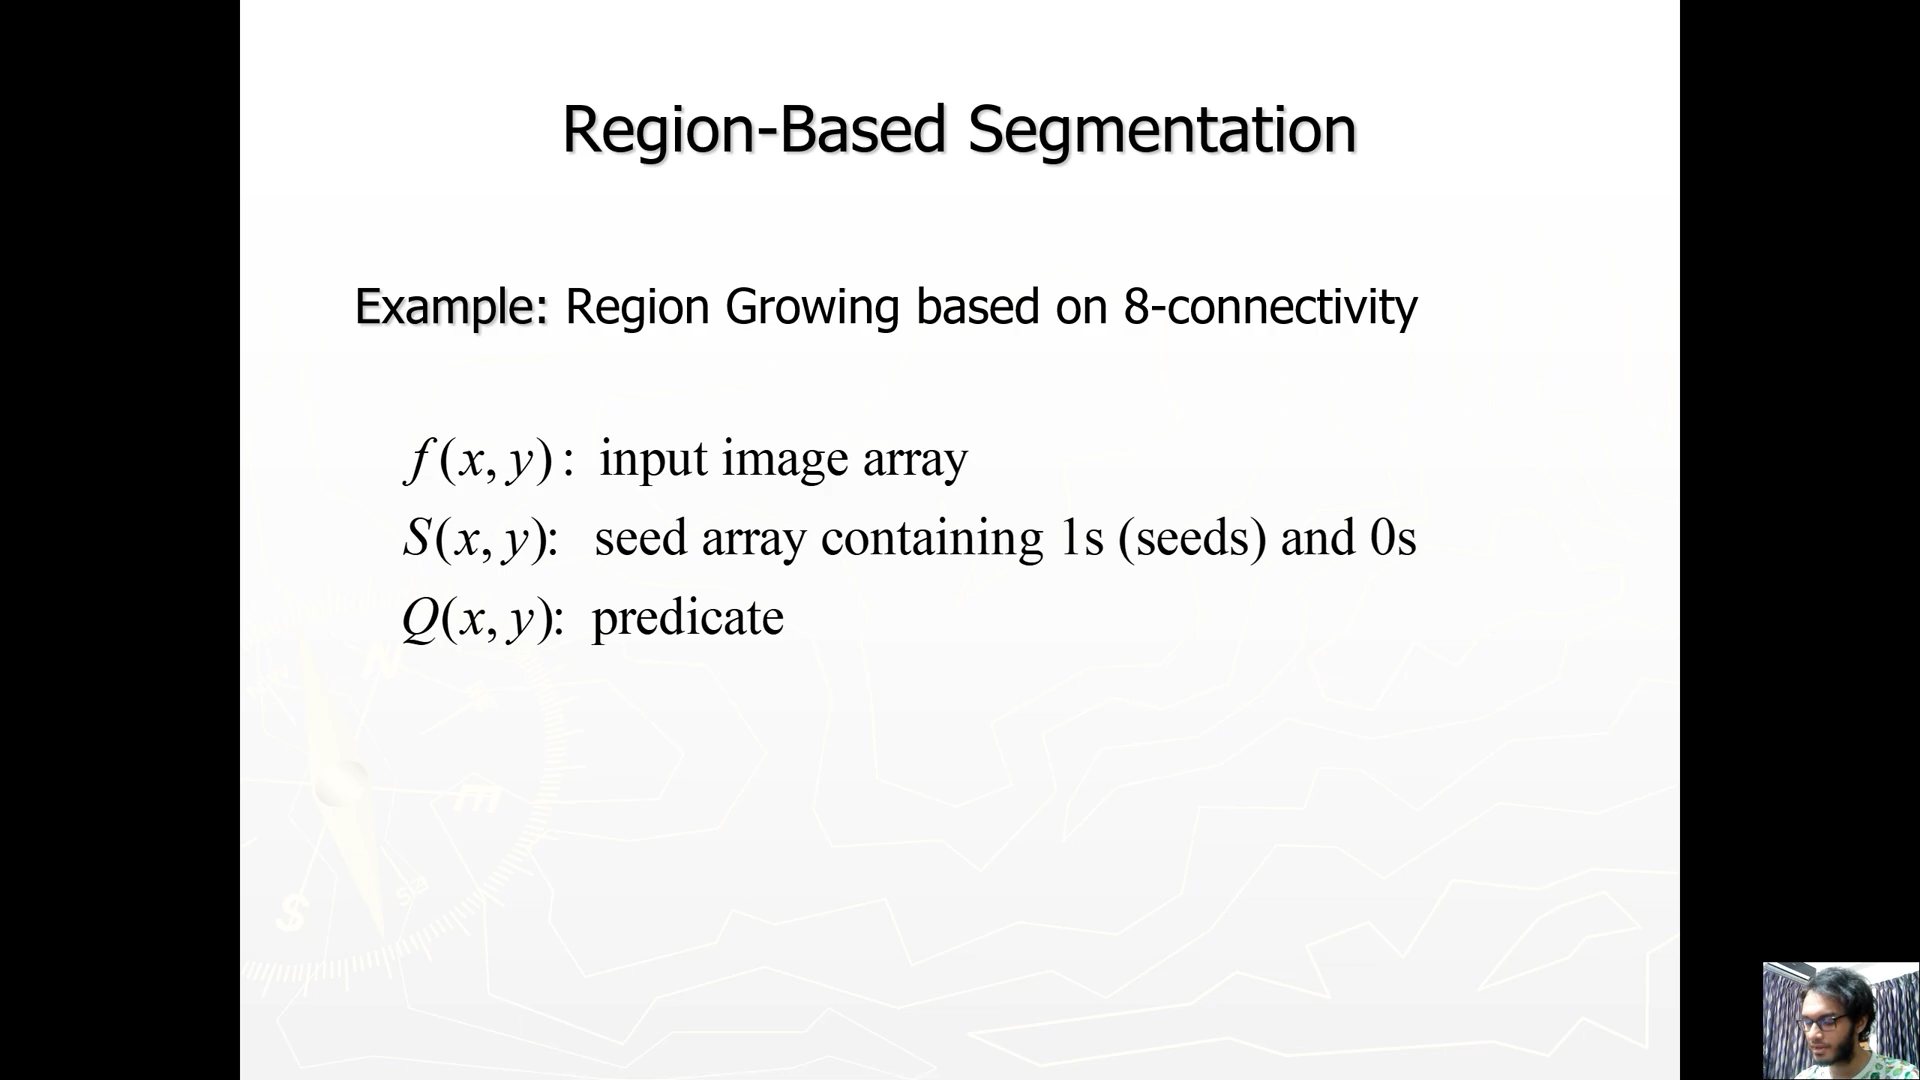 Region-Based Segmentation
Example: Region Growing based on 8-connectivity
f(x, y): input image array
S(x, y): seed array containing 1s (seeds) and 0s
Q(x, y): predicate
N
E
S